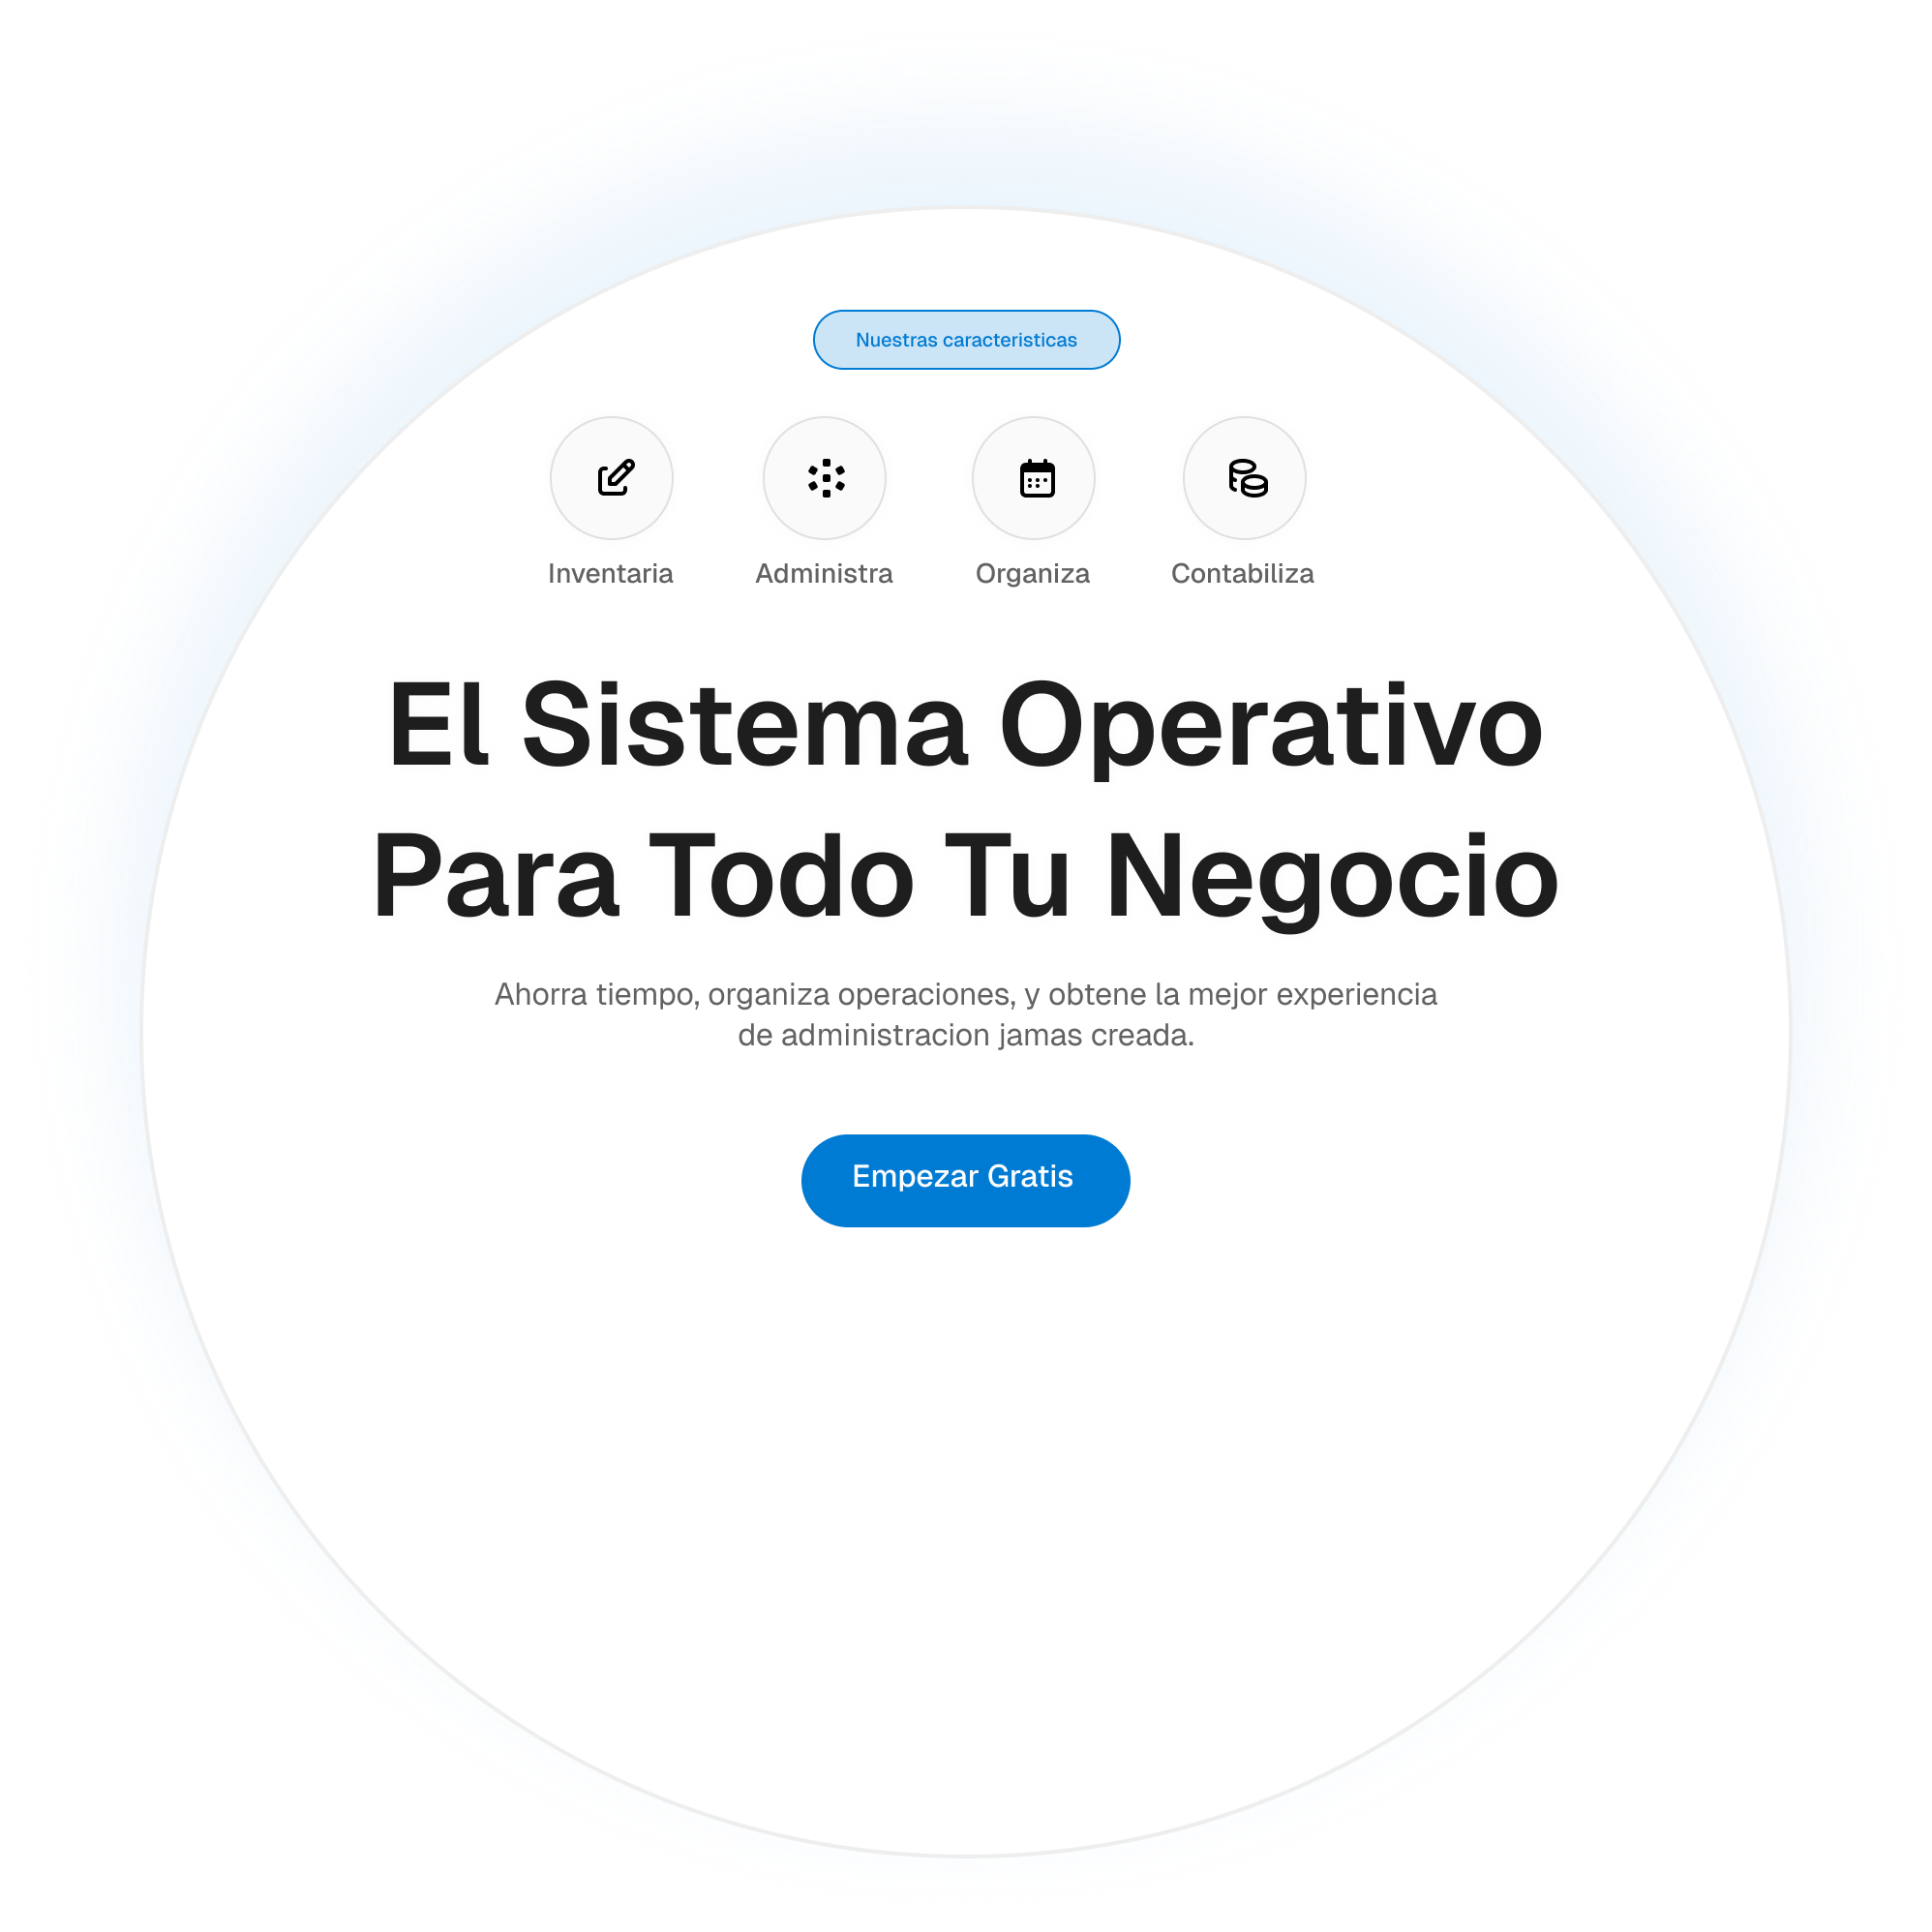 Nuestras caracteristicas
Inventaria Administra Organiza Contabiliza
El Sistema Operativo
Para Todo Tu Negocio
Ahorra tiempo, organiza operaciones, y obtene la mejor experiencia
de administracion jamas creada.
Empezar Gratis